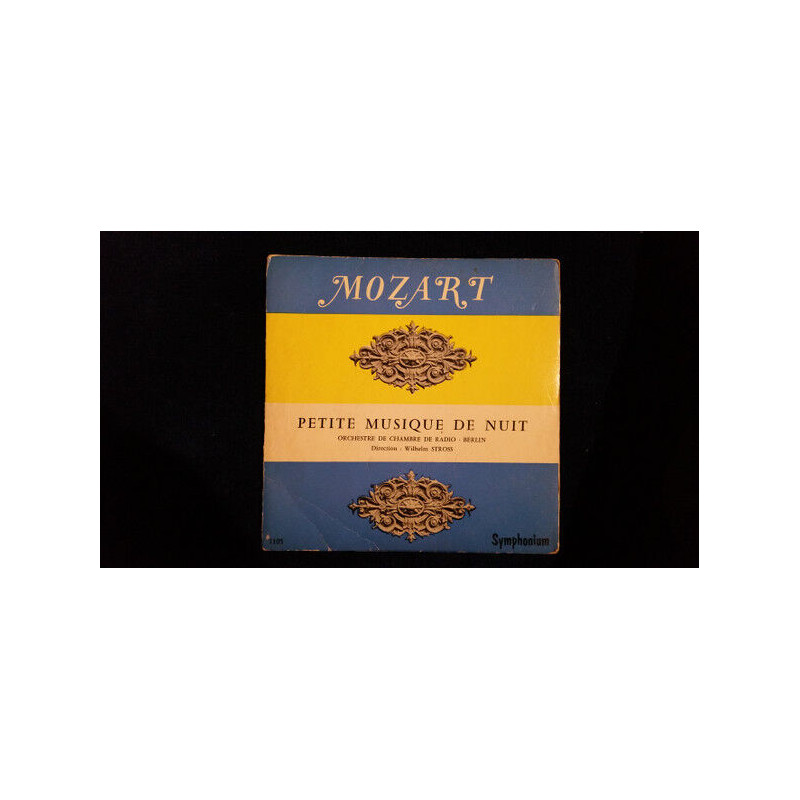 MOZART
PETITE MUSIQUE DE NUIT
ORCHESTRE DE CHAMBRE DE RADIO - BERLIN
Direction : Wilhelm STROSS
Symphonium